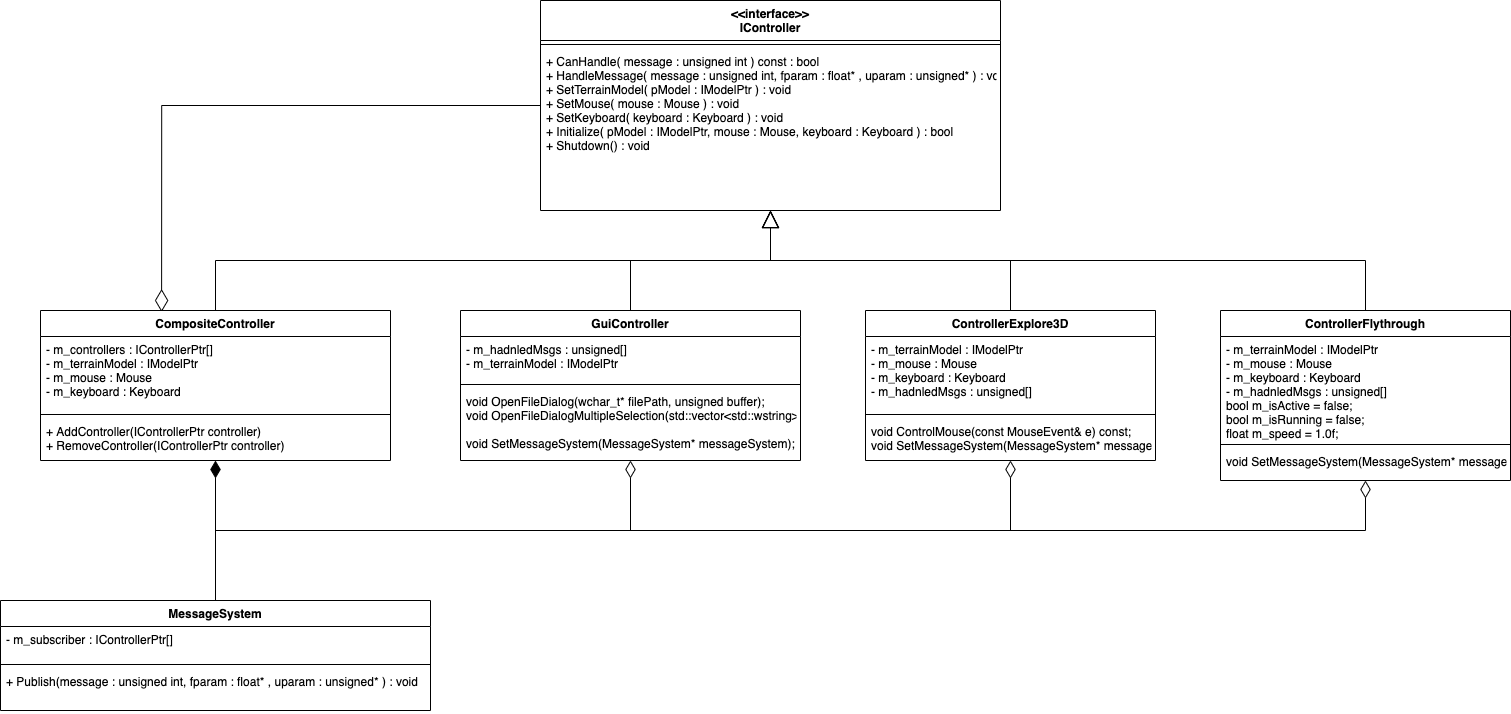 <<interface>>
IController
+ CanHandle( message : unsigned int ) const : bool
+ HandleMessage( message : unsigned int, fparam : float* , uparam : unsigned* ) : vo
+ SetTerrainModel( pModel : IModelPtr ) : void
+ SetMouse( mouse : Mouse ) : void
+ SetKeyboard( keyboard : Keyboard ) : void
+ Initialize( pModel : IModelPtr, mouse : Mouse, keyboard : Keyboard ) : bool
+ Shutdown() : void
CompositeController
- m_controllers : IControllerPtr[]
- m_terrainModel : IModelPtr
- m_mouse : Mouse
- m_keyboard : Keyboard
+ AddController(IControllerPtr controller)
+ RemoveController(IControllerPtr controller)
GuiController
- m_hadnledMsgs : unsigned[]
- m_terrainModel : IModelPtr
void OpenFileDialog(wchar_t* filePath, unsigned buffer);
void OpenFileDialogMultipleSelection(std::vector<std::wstring>
void SetMessageSystem(MessageSystem* messageSystem);
ControllerExplore3D
- m_terrainModel : IModelPtr
- m_mouse : Mouse
- m_keyboard : Keyboard
- m_hadnledMsgs : unsigned[]
void ControlMouse(const MouseEvent& e) const;
void SetMessageSystem(MessageSystem* message
ControllerFlythrough
- m_terrainModel : IModelPtr
- m_mouse : Mouse
- m_keyboard : Keyboard
- m_hadnledMsgs : unsigned[]
bool m_isActive = false;
bool m_isRunning = false;
float m_speed = 1.0f;
void SetMessageSystem(MessageSystem* message
MessageSystem
- m_subscriber : IControllerPtr[]
+ Publish(message : unsigned int, fparam : float* , uparam : unsigned* ) : void